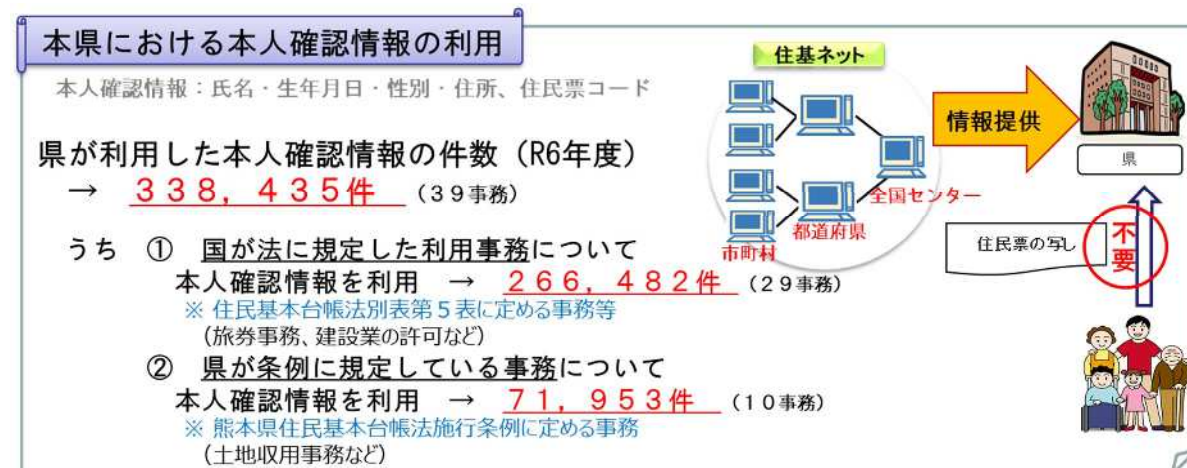 本県における本人確認情報の利用
本人確認情報：氏名・生年月日・性別・住所、住民票コード
県が利用した本人確認情報の件数（R6年度）
→ ３３８，４３５件（３９事務）
うち ① 国が法に規定した利用事務について
本人確認情報を利用 → ２６６，４８２件（２９事務）
※ 住民基本台帳法別表第５表に定める事務等
（旅券事務、建設業の許可など）
② 県が条例に規定している事務について
本人確認情報を利用 → ７１，９５３件（１０事務）
※ 熊本県住民基本台帳法施行条例に定める事務
（土地収用事務など）
住基ネット
全国センター
都道府県
市町村
情報提供
県
住民票の写し
不要